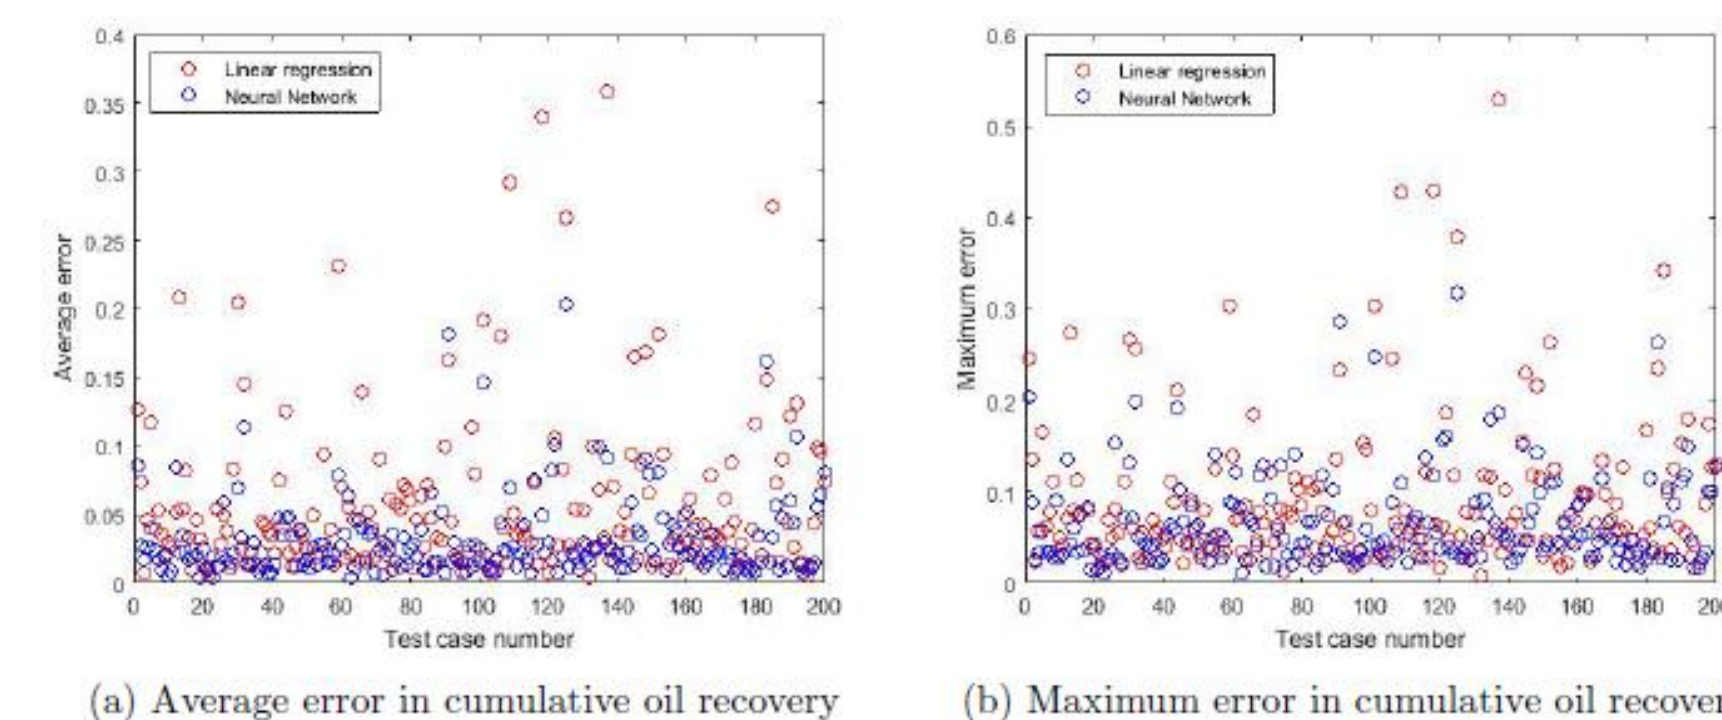 0.4
0.35
0.3
0.25
0.2
0.15
0.1
0.05
0
Average error
Linear regression
Neural Network
0 20 40 60 80 100 120 140 160 180 200
Test case number
(a) Average error in cumulative oil recovery
0.6
0.5
0.4
0.3
0.2
0.1
0
Maximum error
Linear regression
Neural Network
0 20 40 60 80 100 120 140 160 180 20
Test case number
(b) Maximum error in cumulative oil recover